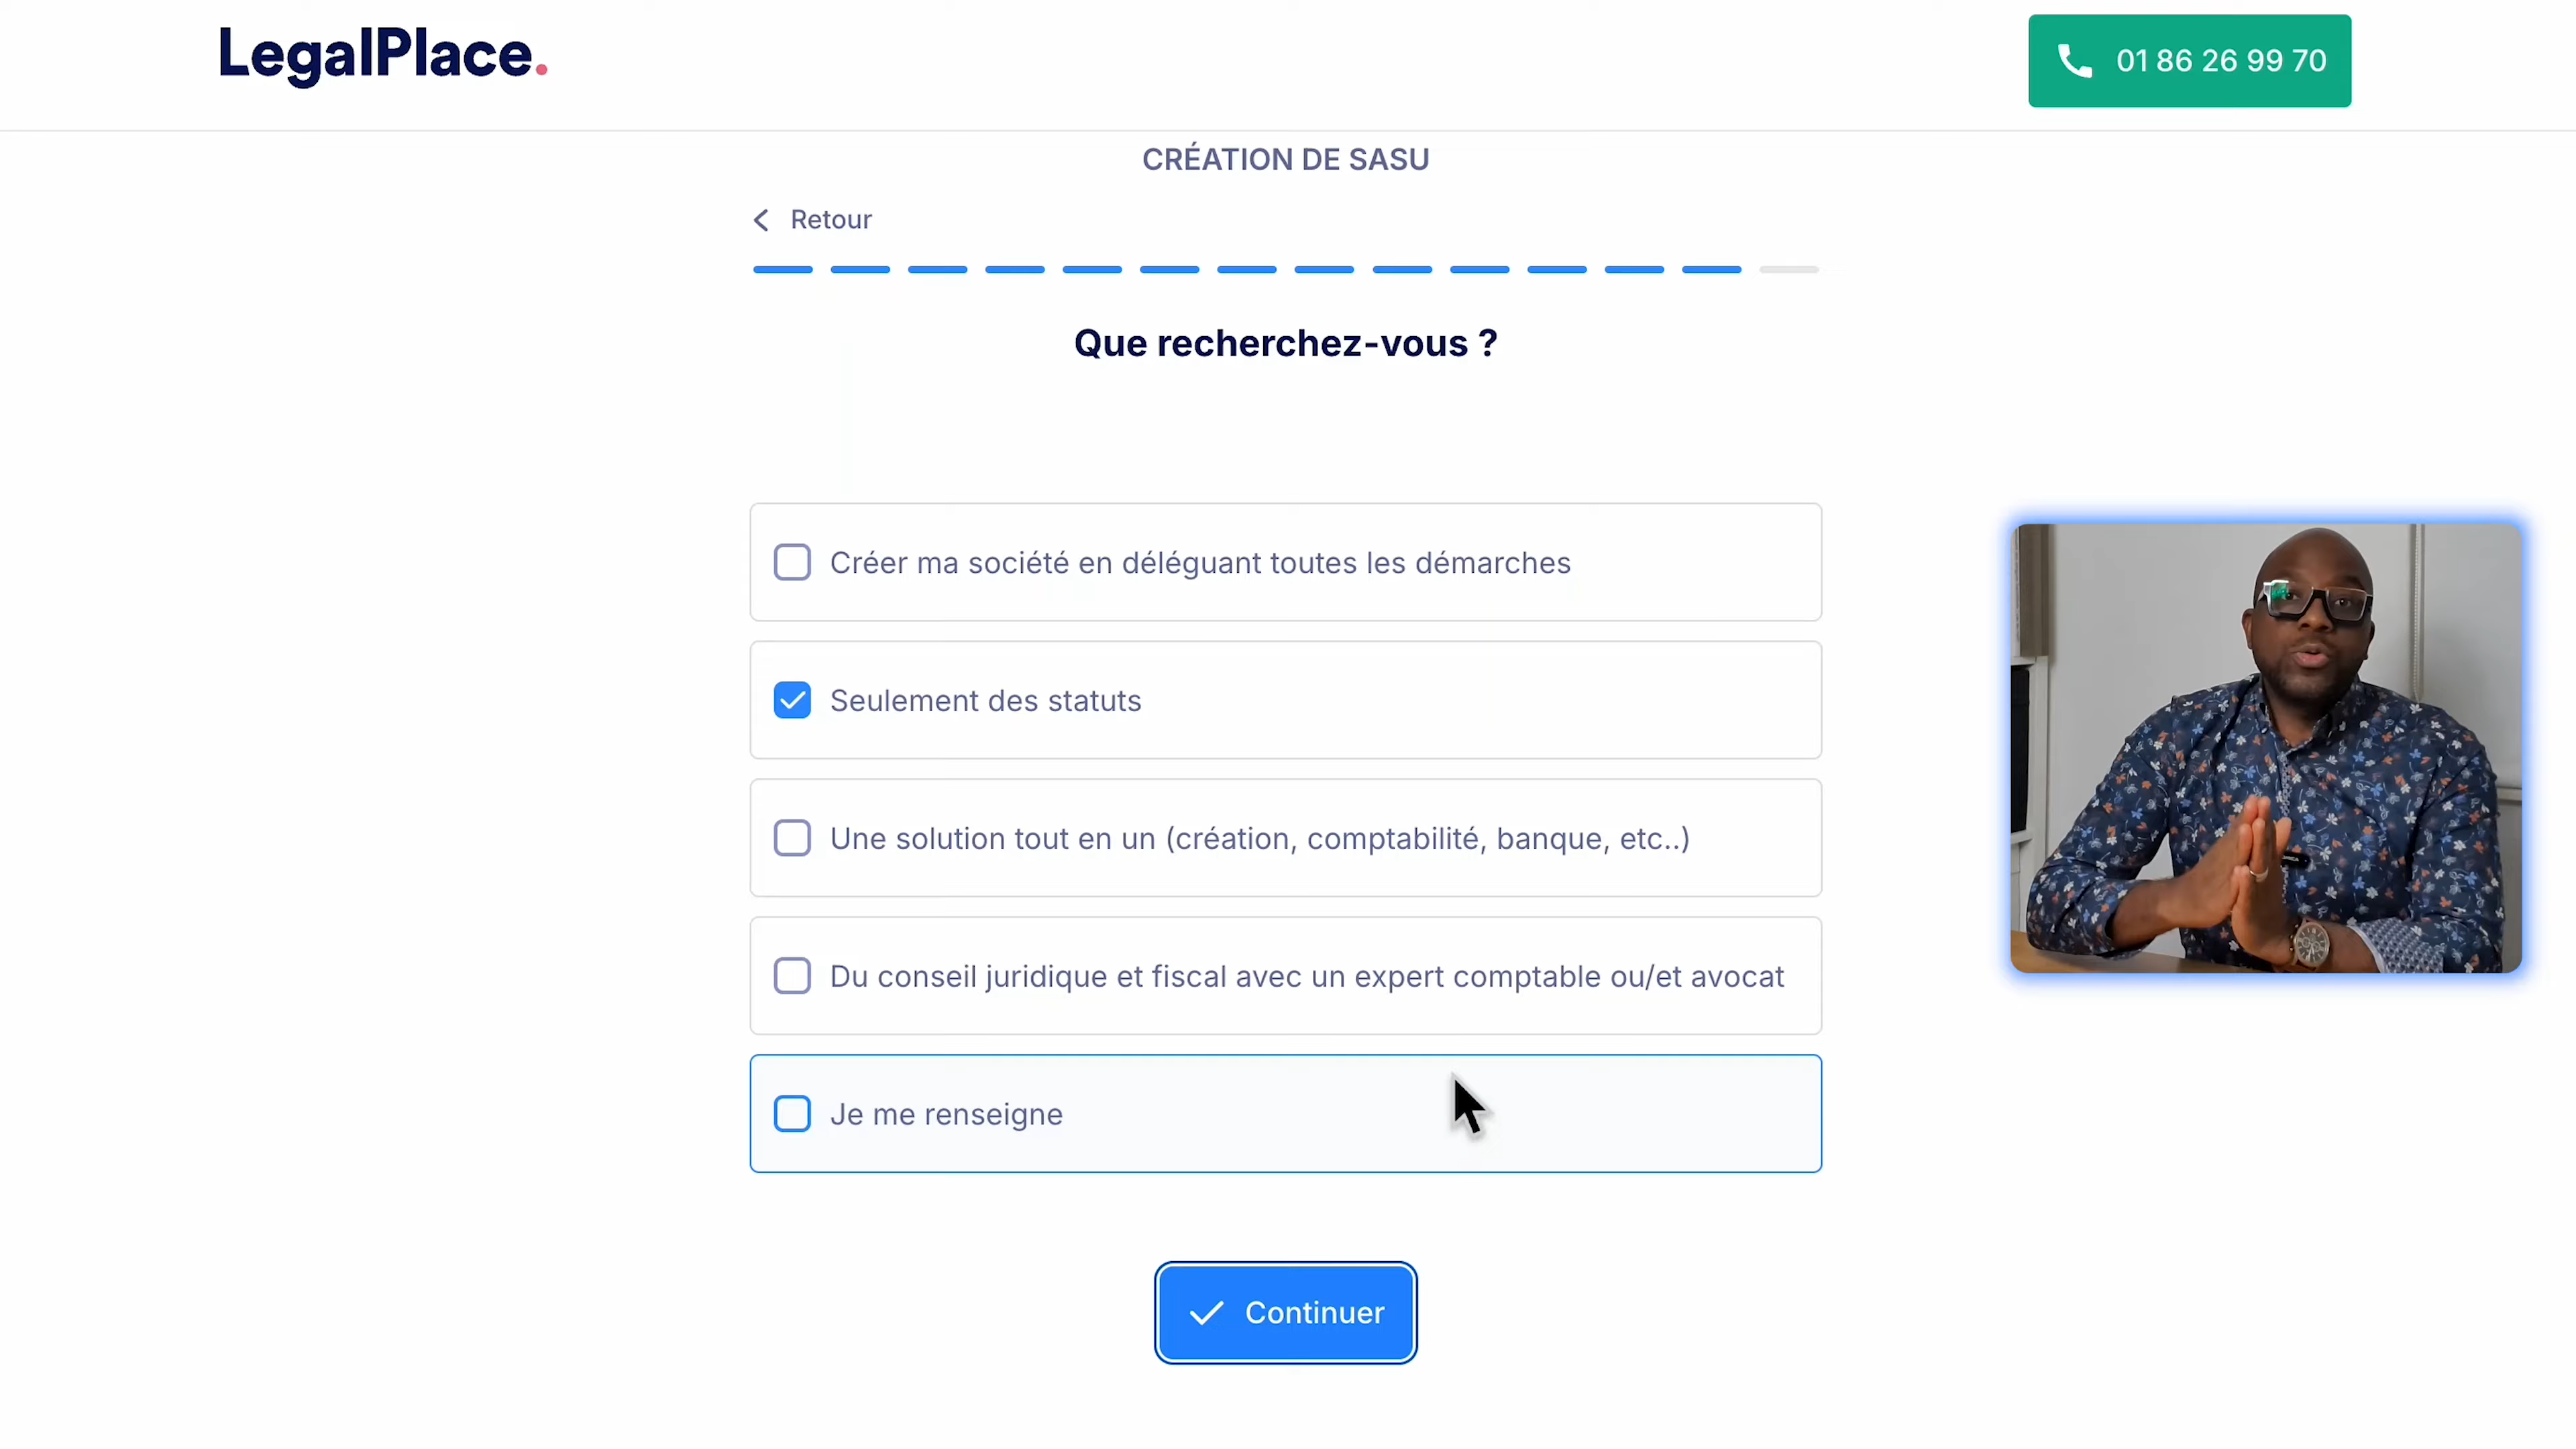 LegalPlace.
01 86 26 99 70
CRÉATION DE SASU
Retour
Que recherchez-vous ?
Créer ma société en déléguant toutes les démarches
Seulement des statuts
Une solution tout en un (création, comptabilité, banque, etc..)
Du conseil juridique et fiscal avec un expert comptable ou/et avocat
Je me renseigne
Continuer